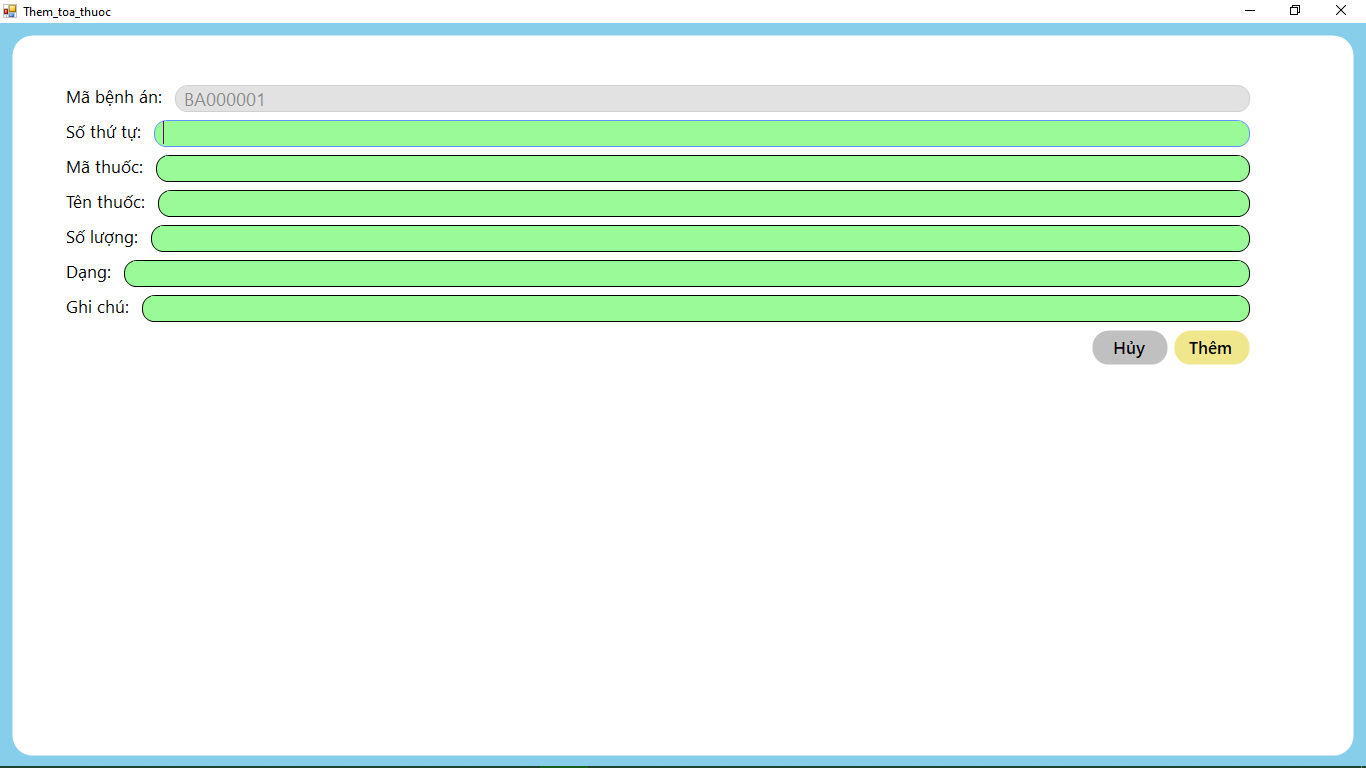 Them_toa_thuoc
Mã bệnh án: BA000001
Số thứ tự:
Mã thuốc:
Tên thuốc:
Số lượng:
Dạng:
Ghi chú:
Hủy Thêm